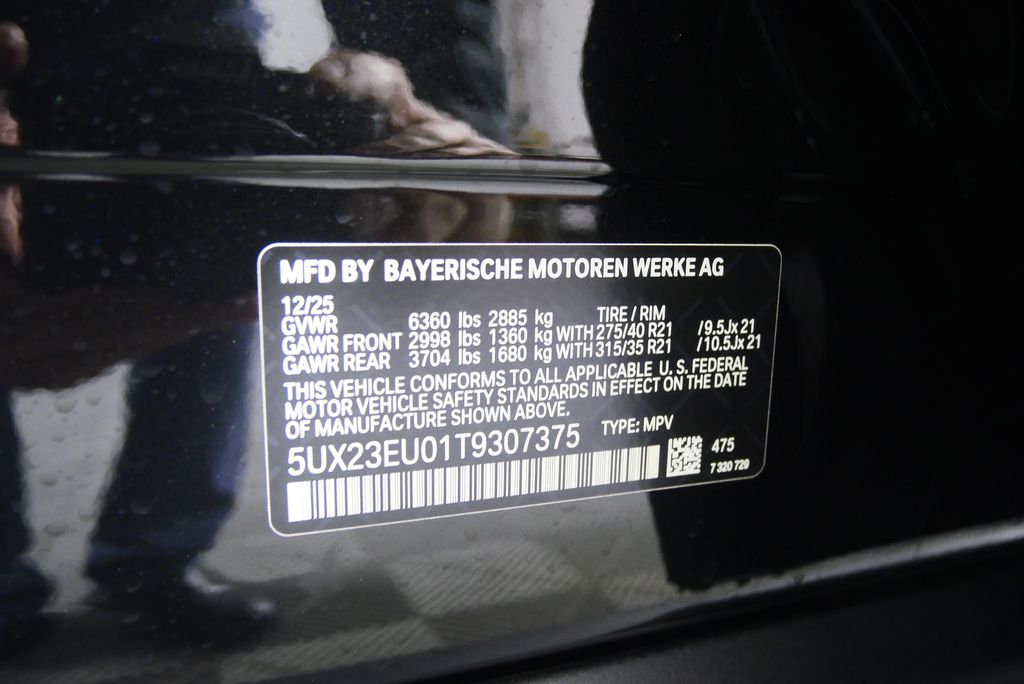 MFD BY BAYERISCHE MOTOREN WERKE AG
12/25 TIRE / RIM
GVWR 6360 lbs 2885 kg
GAWR FRONT 2998 lbs 1360 kg WITH 275/40 R21 /9.5Jx 21
GAWR REAR 3704 lbs 1680 kg WITH 315/35 R21 /10.5Jx 21
THIS VEHICLE CONFORMS TO ALL APPLICABLE U. S. FEDERAL
MOTOR VEHICLE SAFETY STANDARDS IN EFFECT ON THE DATE
OF MANUFACTURE SHOWN ABOVE.
5UX23EU01T9307375 TYPE: MPV
475
7 320 729